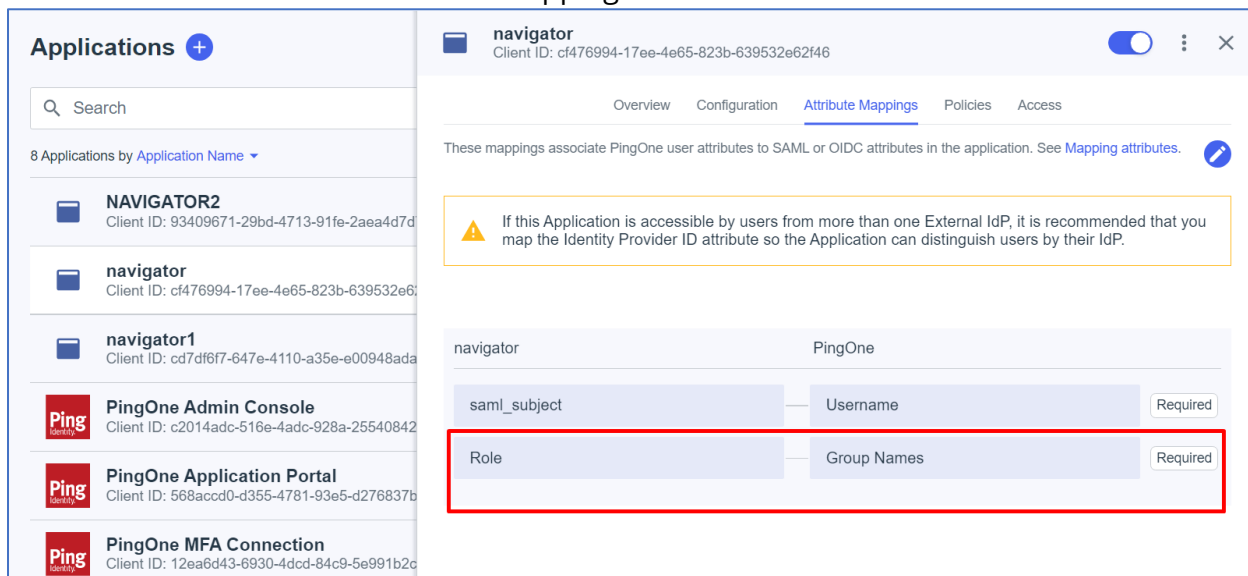 Applications
Search
8 Applications by Application Name
NAVIGATOR2
Client ID: 93409671-29bd-4713-91fe-2aea4d7d
navigator
Client ID: cf476994-17ee-4e65-823b-639532e6
navigator1
Client ID: cd7df6f7-647e-4110-a35e-e00948ada
Ping
Identity
PingOne Admin Console
Client ID: c2014adc-516e-4adc-928a-25540842
Ping
Identity
PingOne Application Portal
Client ID: 568accd0-d355-4781-93e5-d276837b
Ping
Identity
PingOne MFA Connection
Client ID: 12ea6d43-6930-4dcd-84c9-5e991b2c
navigator
Client ID: cf476994-17ee-4e65-823b-639532e62f46
Overview Configuration Attribute Mappings Policies Access
These mappings associate PingOne user attributes to SAML or OIDC attributes in the application. See Mapping attributes.
If this Application is accessible by users from more than one External IdP, it is recommended that you
map the Identity Provider ID attribute so the Application can distinguish users by their IdP.
navigator PingOne
saml_subject Username Required
Role Group Names Required